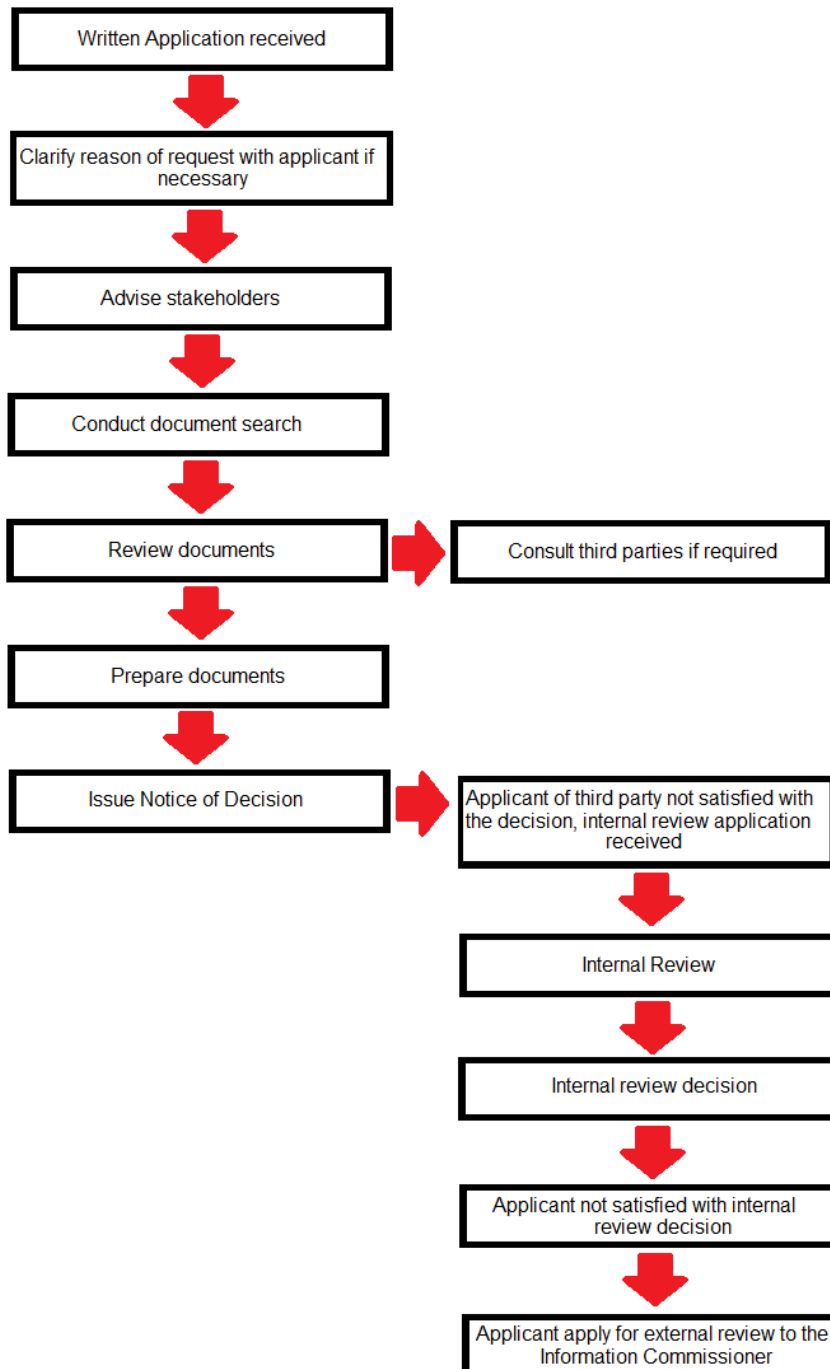 Written Application received
Clarify reason of request with applicant if
necessary
Advise stakeholders
Conduct document search
Review documents
Consult third parties if required
Prepare documents
Issue Notice of Decision
Applicant of third party not satisfied with
the decision, internal review application
received
Internal Review
Internal review decision
Applicant not satisfied with internal
review decision
Applicant apply for external review to the
Information Commissioner